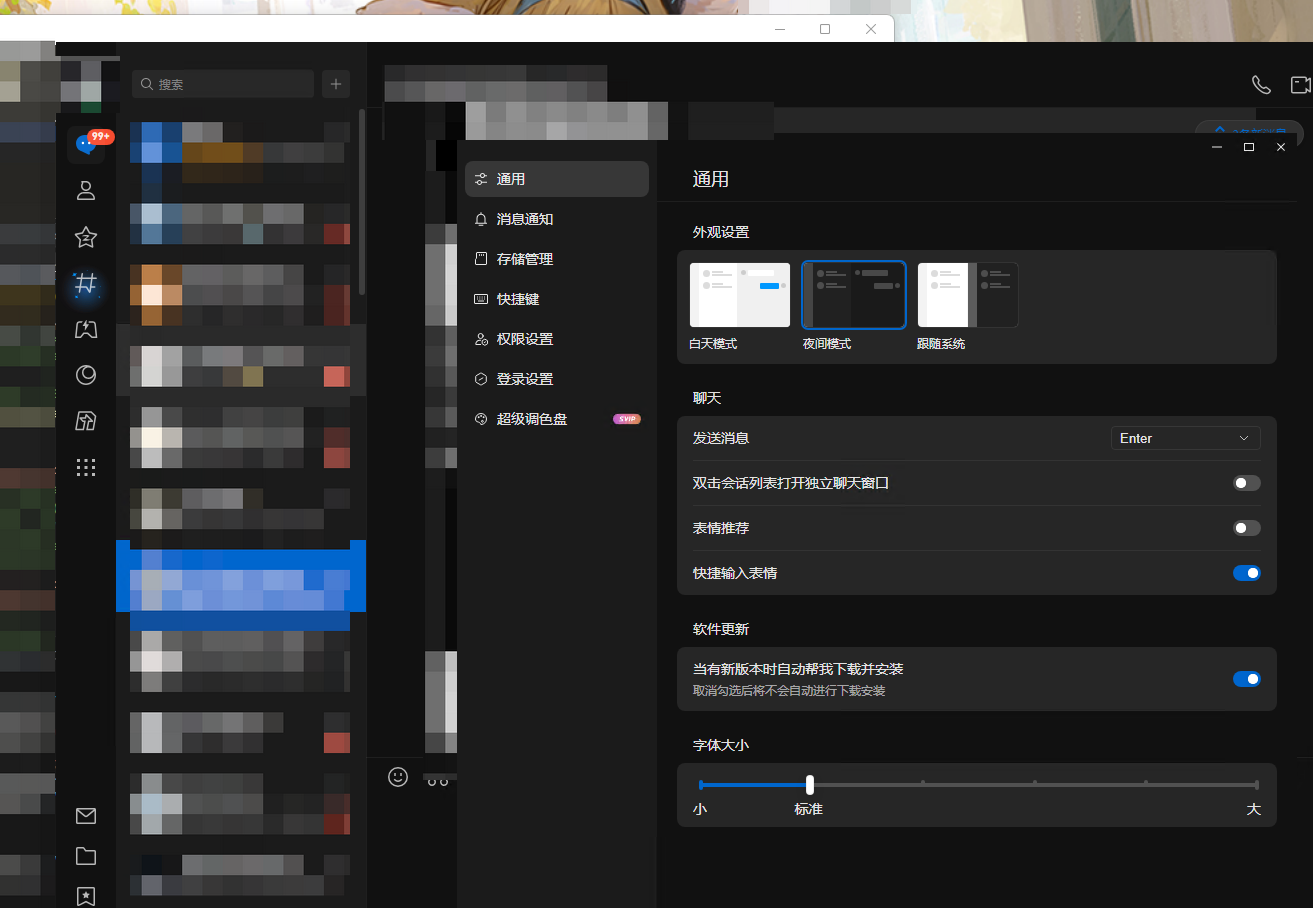 搜索
99+
通用
消息通知
存储管理
快捷键
权限设置
登录设置
超级调色盘
SVIP
通用
外观设置
白天模式
夜间模式
跟随系统
聊天
发送消息
Enter
双击会话列表打开独立聊天窗口
表情推荐
快捷输入表情
软件更新
当有新版本时自动帮我下载并安装
取消勾选后将不会自动进行下载安装
字体大小
小
标准
大